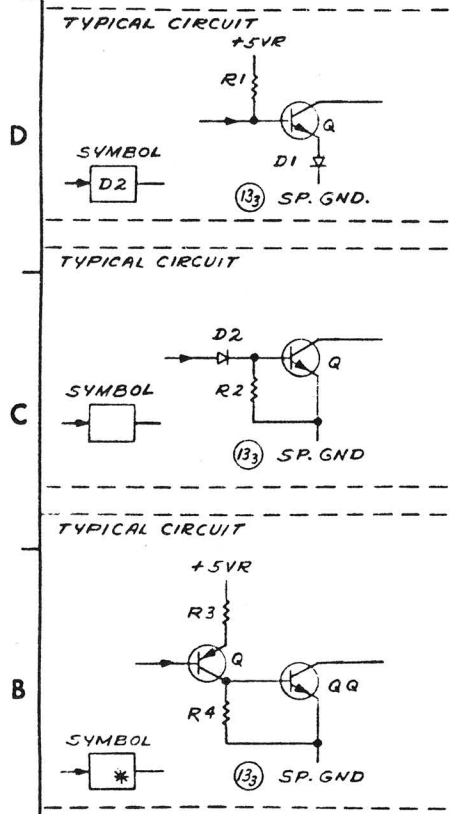 TYPICAL CIRCUIT
+5VR
R1
Q
D
D1
SYMBOL
D2
13₃ SP. GND.
TYPICAL CIRCUIT
D2
Q
R2
SYMBOL
C
13₃ SP. GND
TYPICAL CIRCUIT
+5VR
R3
Q
QQ
B
R4
SYMBOL
*
13₃ SP. GND